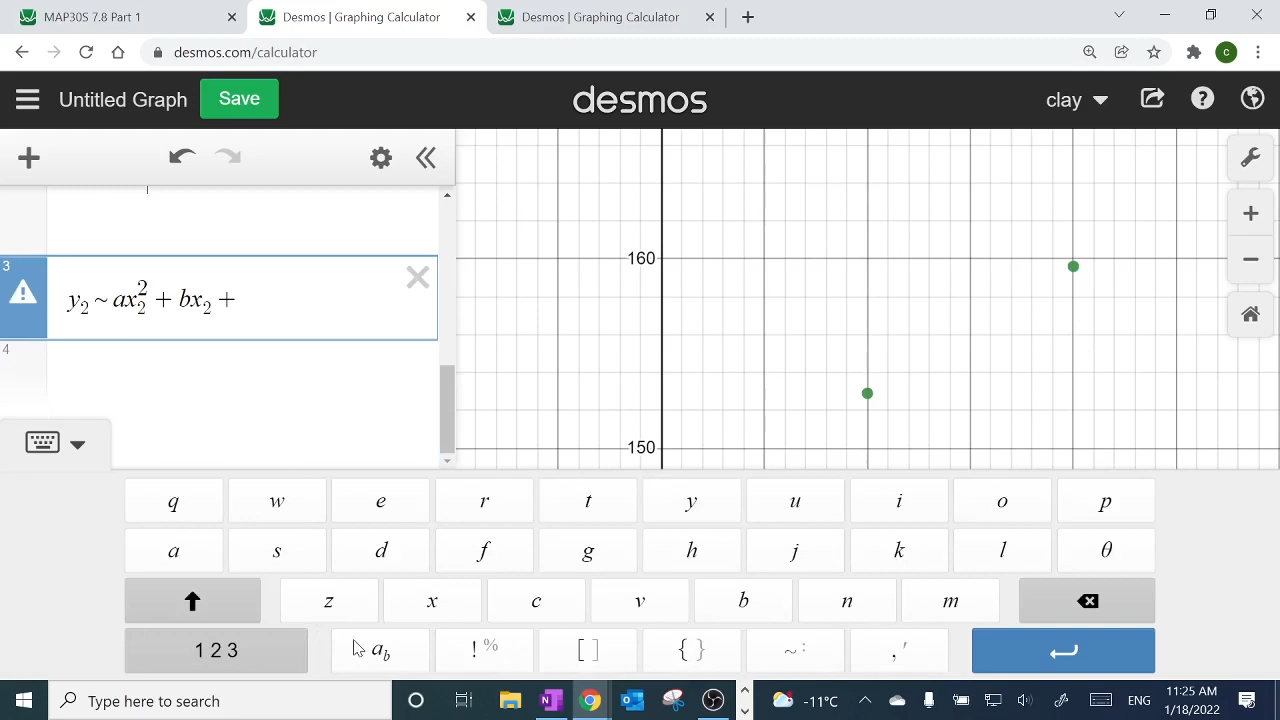 MAP30S 7.8 Part 1
Desmos | Graphing Calculator
Desmos | Graphing Calculator
desmos.com/calculator
c
Untitled Graph
Save
desmos
clay
3
y₂ ~ ax₂² + bx₂ +
4
160
150
q w e r t y u i o p
a s d f g h j k l θ
z x c v b n m
1 2 3 a_b ! % [ ] { } ~ : , '
Type here to search
-11°C
ENG
11:25 AM
1/18/2022